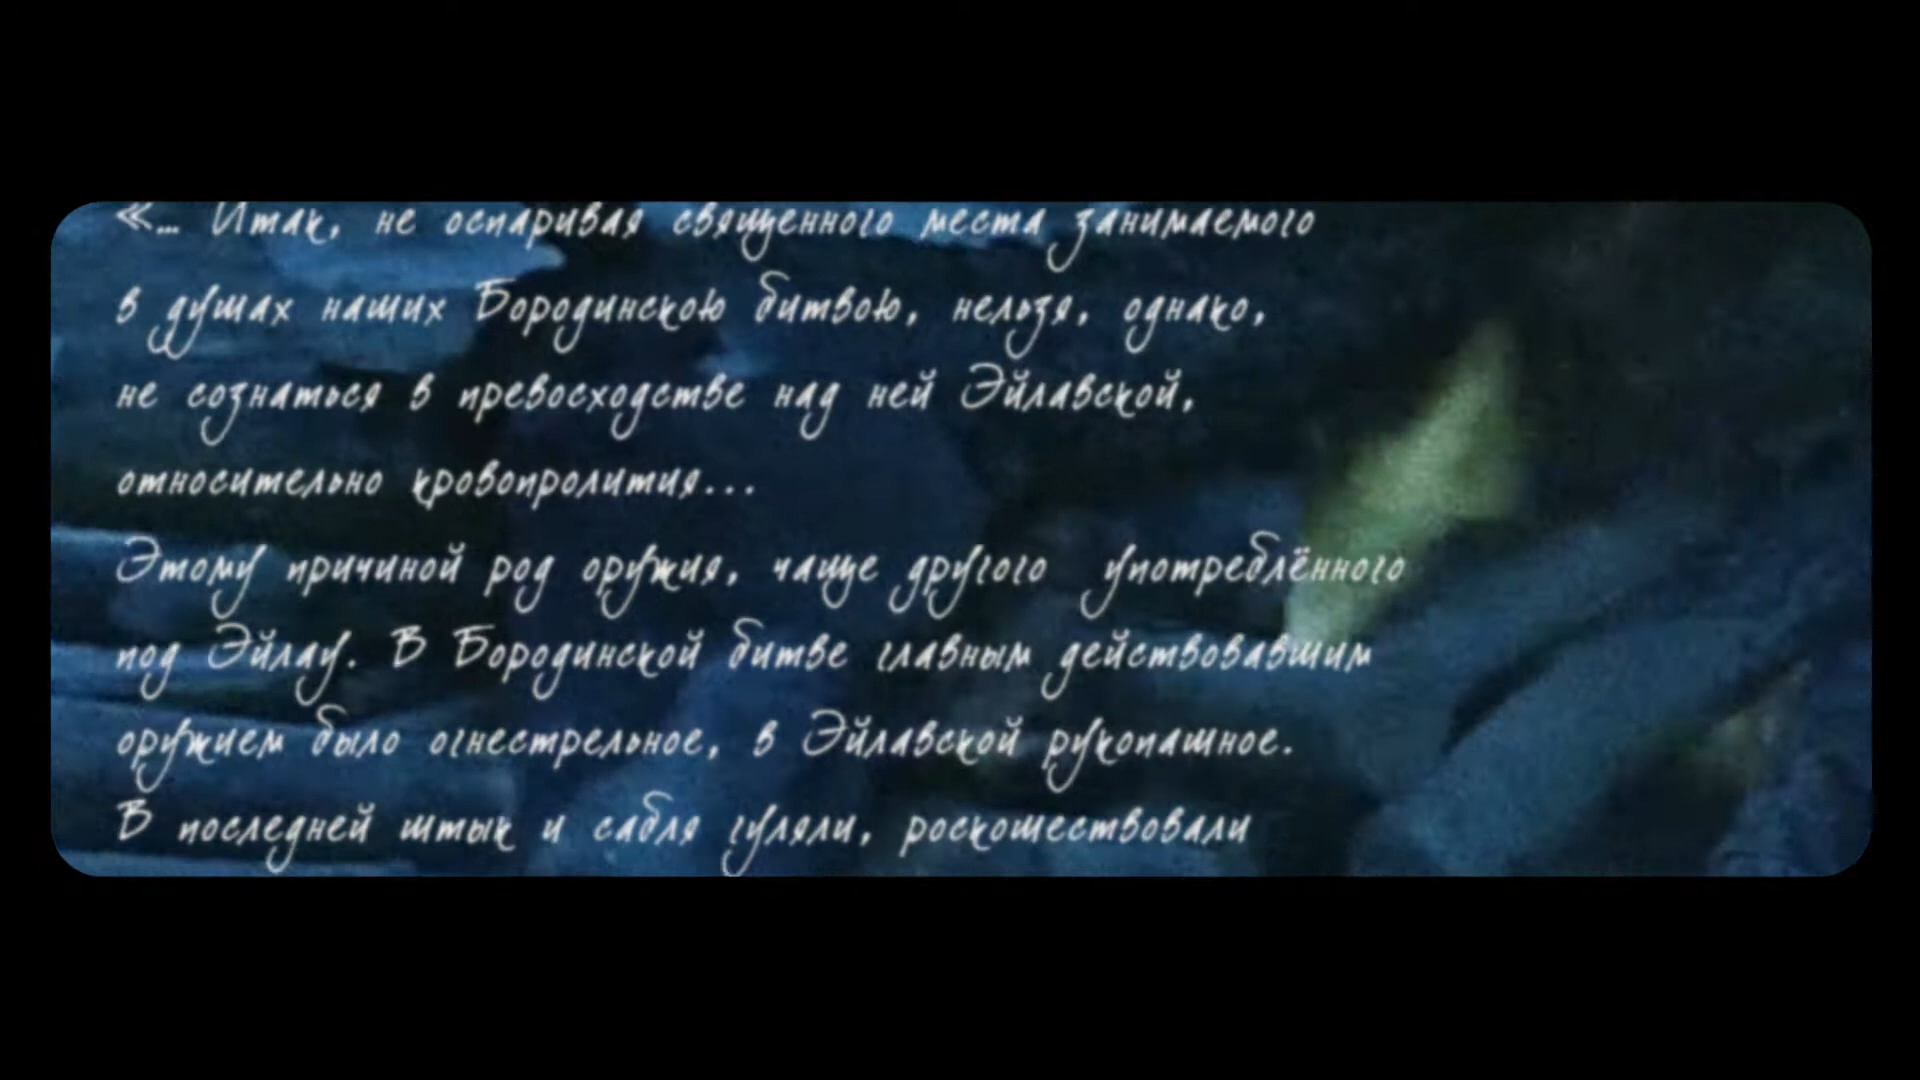 «... Итак, не оспаривая священного места занимаемого
в душах наших Бородинскою битвою, нельзя, однако,
не сознаться в превосходстве над ней Эйлавской,
относительно кровопролития...
Этому причиной род оружия, чаще другого употреблённого
под Эйлау. В Бородинской битве главным действовавшим
оружием было огнестрельное, в Эйлавской рукопашное.
В последней штык и сабля гуляли, роскошествовали